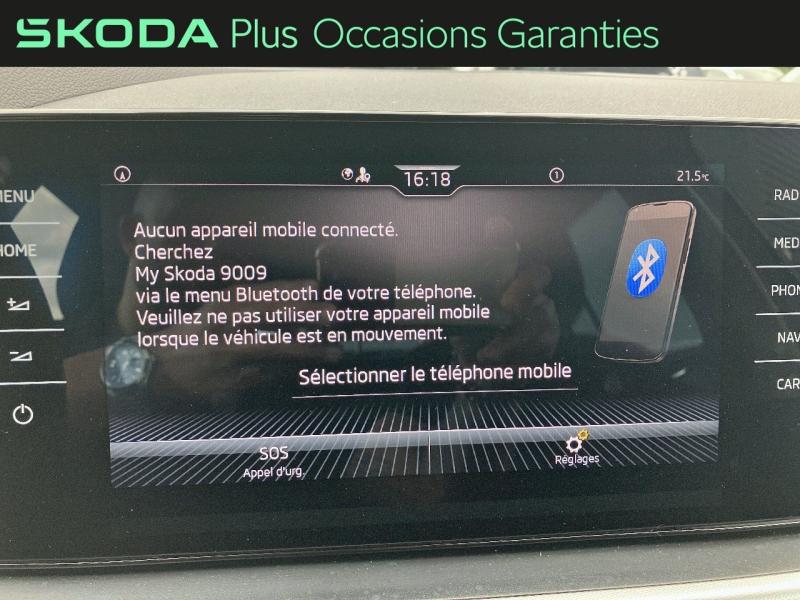 SKODA Plus Occasions Garanties
16:18
1
21.5°C
MENU
HOME
Aucun appareil mobile connecté.
Cherchez
My Skoda 9009
via le menu Bluetooth de votre téléphone.
Veuillez ne pas utiliser votre appareil mobile
lorsque le véhicule est en mouvement.
Sélectionner le téléphone mobile
SOS
Appel d'urg.
Réglages
RAD
MED
PHON
NAV
CAR